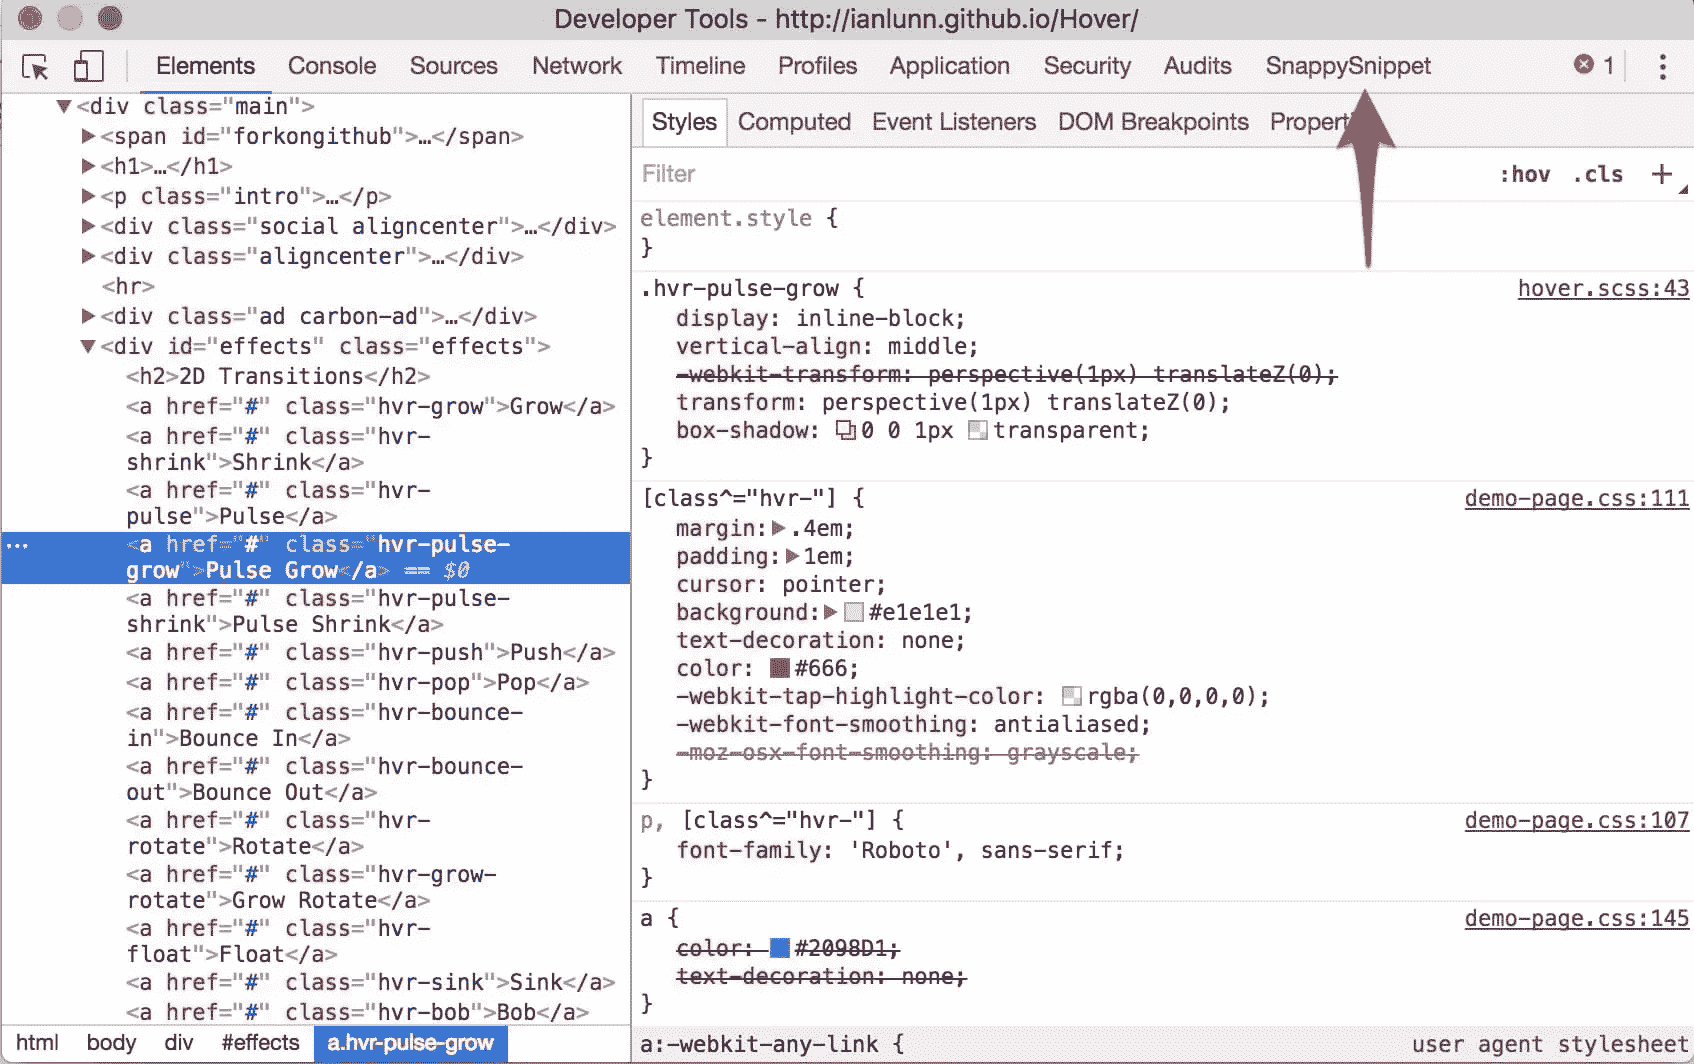 Developer Tools - http://ianlunn.github.io/Hover/
Elements Console Sources Network Timeline Profiles Application Security Audits SnappySnippet 1
<div class="main">
<span id="forkongithub">…</span>
<h1>…</h1>
<p class="intro">…</p>
<div class="social aligncenter">…</div>
<div class="aligncenter">…</div>
<hr>
<div class="ad carbon-ad">…</div>
<div id="effects" class="effects">
<h2>2D Transitions</h2>
<a href="#" class="hvr-grow">Grow</a>
<a href="#" class="hvr-
shrink">Shrink</a>
<a href="#" class="hvr-
pulse">Pulse</a>
… <a href="#" class="hvr-pulse-
grow">Pulse Grow</a> == $0
<a href="#" class="hvr-pulse-
shrink">Pulse Shrink</a>
<a href="#" class="hvr-push">Push</a>
<a href="#" class="hvr-pop">Pop</a>
<a href="#" class="hvr-bounce-
in">Bounce In</a>
<a href="#" class="hvr-bounce-
out">Bounce Out</a>
<a href="#" class="hvr-
rotate">Rotate</a>
<a href="#" class="hvr-grow-
rotate">Grow Rotate</a>
<a href="#" class="hvr-
float">Float</a>
<a href="#" class="hvr-sink">Sink</a>
<a href="#" class="hvr-bob">Bob</a>
html body div #effects a.hvr-pulse-grow
Styles Computed Event Listeners DOM Breakpoints
Filter :hov .cls +
element.style {
}
.hvr-pulse-grow { hover.scss:43
display: inline-block;
vertical-align: middle;
-webkit-transform: perspective(1px) translateZ(0);
transform: perspective(1px) translateZ(0);
box-shadow: 0 0 1px transparent;
}
[class^="hvr-"] { demo-page.css:111
margin: .4em;
padding: 1em;
cursor: pointer;
background: #e1e1e1;
text-decoration: none;
color: #666;
-webkit-tap-highlight-color: rgba(0,0,0,0);
-webkit-font-smoothing: antialiased;
-moz-osx-font-smoothing: grayscale;
}
p, [class^="hvr-"] { demo-page.css:107
font-family: 'Roboto', sans-serif;
}
a { demo-page.css:145
color: #2098D1;
text-decoration: none;
}
a:-webkit-any-link { user agent stylesheet